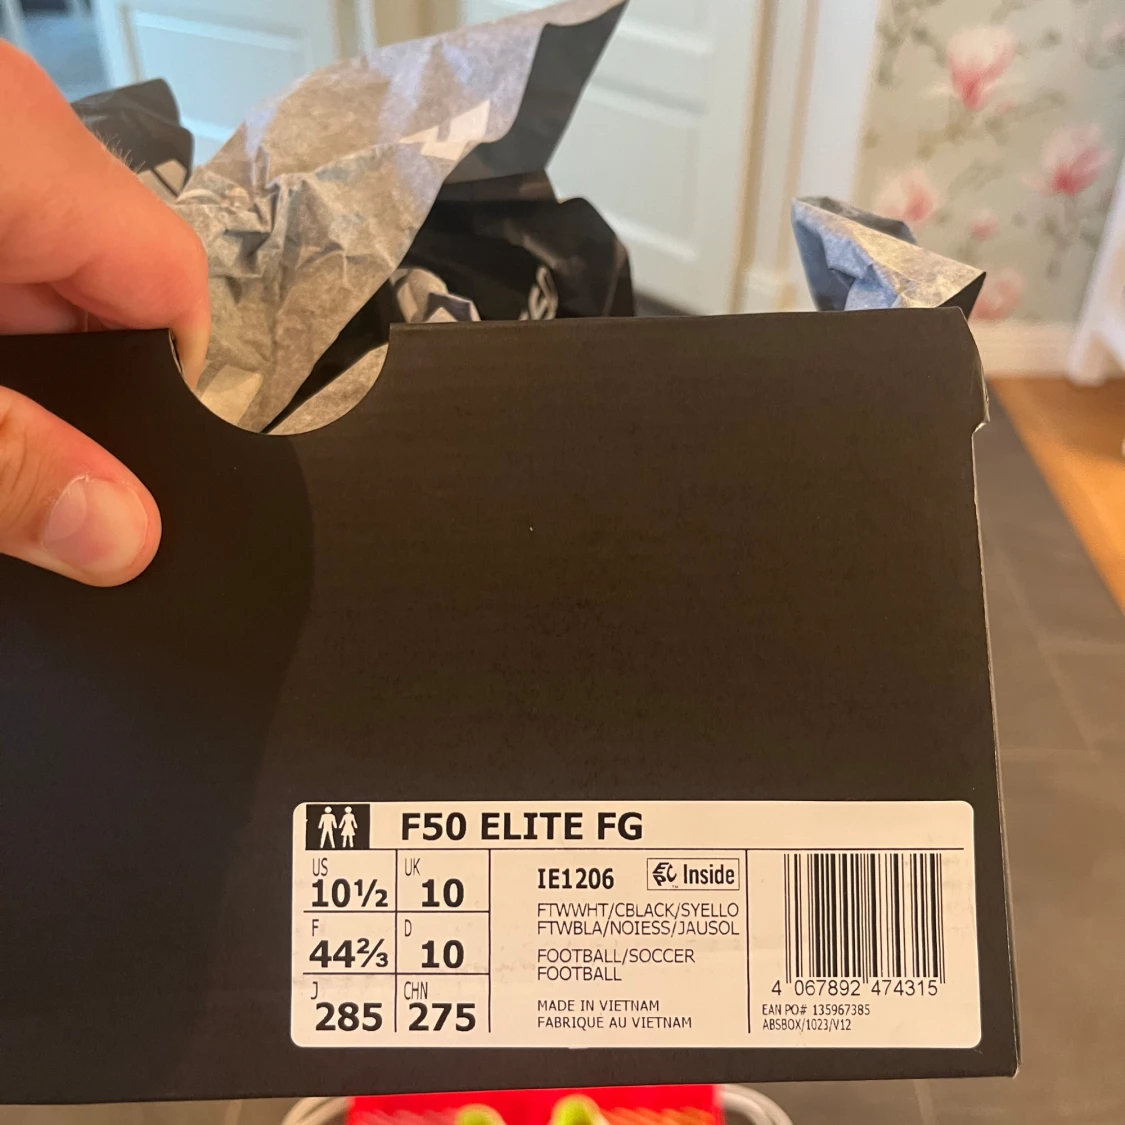 F50 ELITE FG
US
10½
UK
10
F
44⅔
D
10
J
285
CHN
275
IE1206
Inside
FTWWHT/CBLACK/SYELLO
FTWBLA/NOIESS/JAUSOL
FOOTBALL/SOCCER
FOOTBALL
MADE IN VIETNAM
FABRIQUÉ AU VIETNAM
4 067892 474315
EAN PO# 135967385
ABSBOX/1023/V12